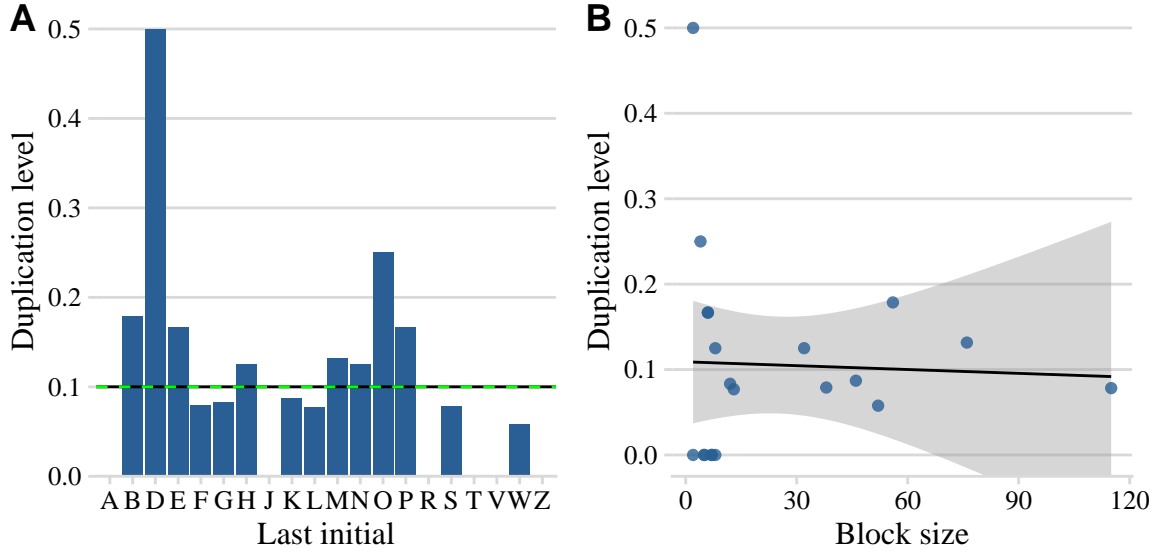 A
B
Duplication level
0.5
0.4
0.3
0.2
0.1
0.0
A B D E F G H J K L M N O P R S T V W Z
Last initial
Duplication level
0.5
0.4
0.3
0.2
0.1
0.0
0 30 60 90 120
Block size